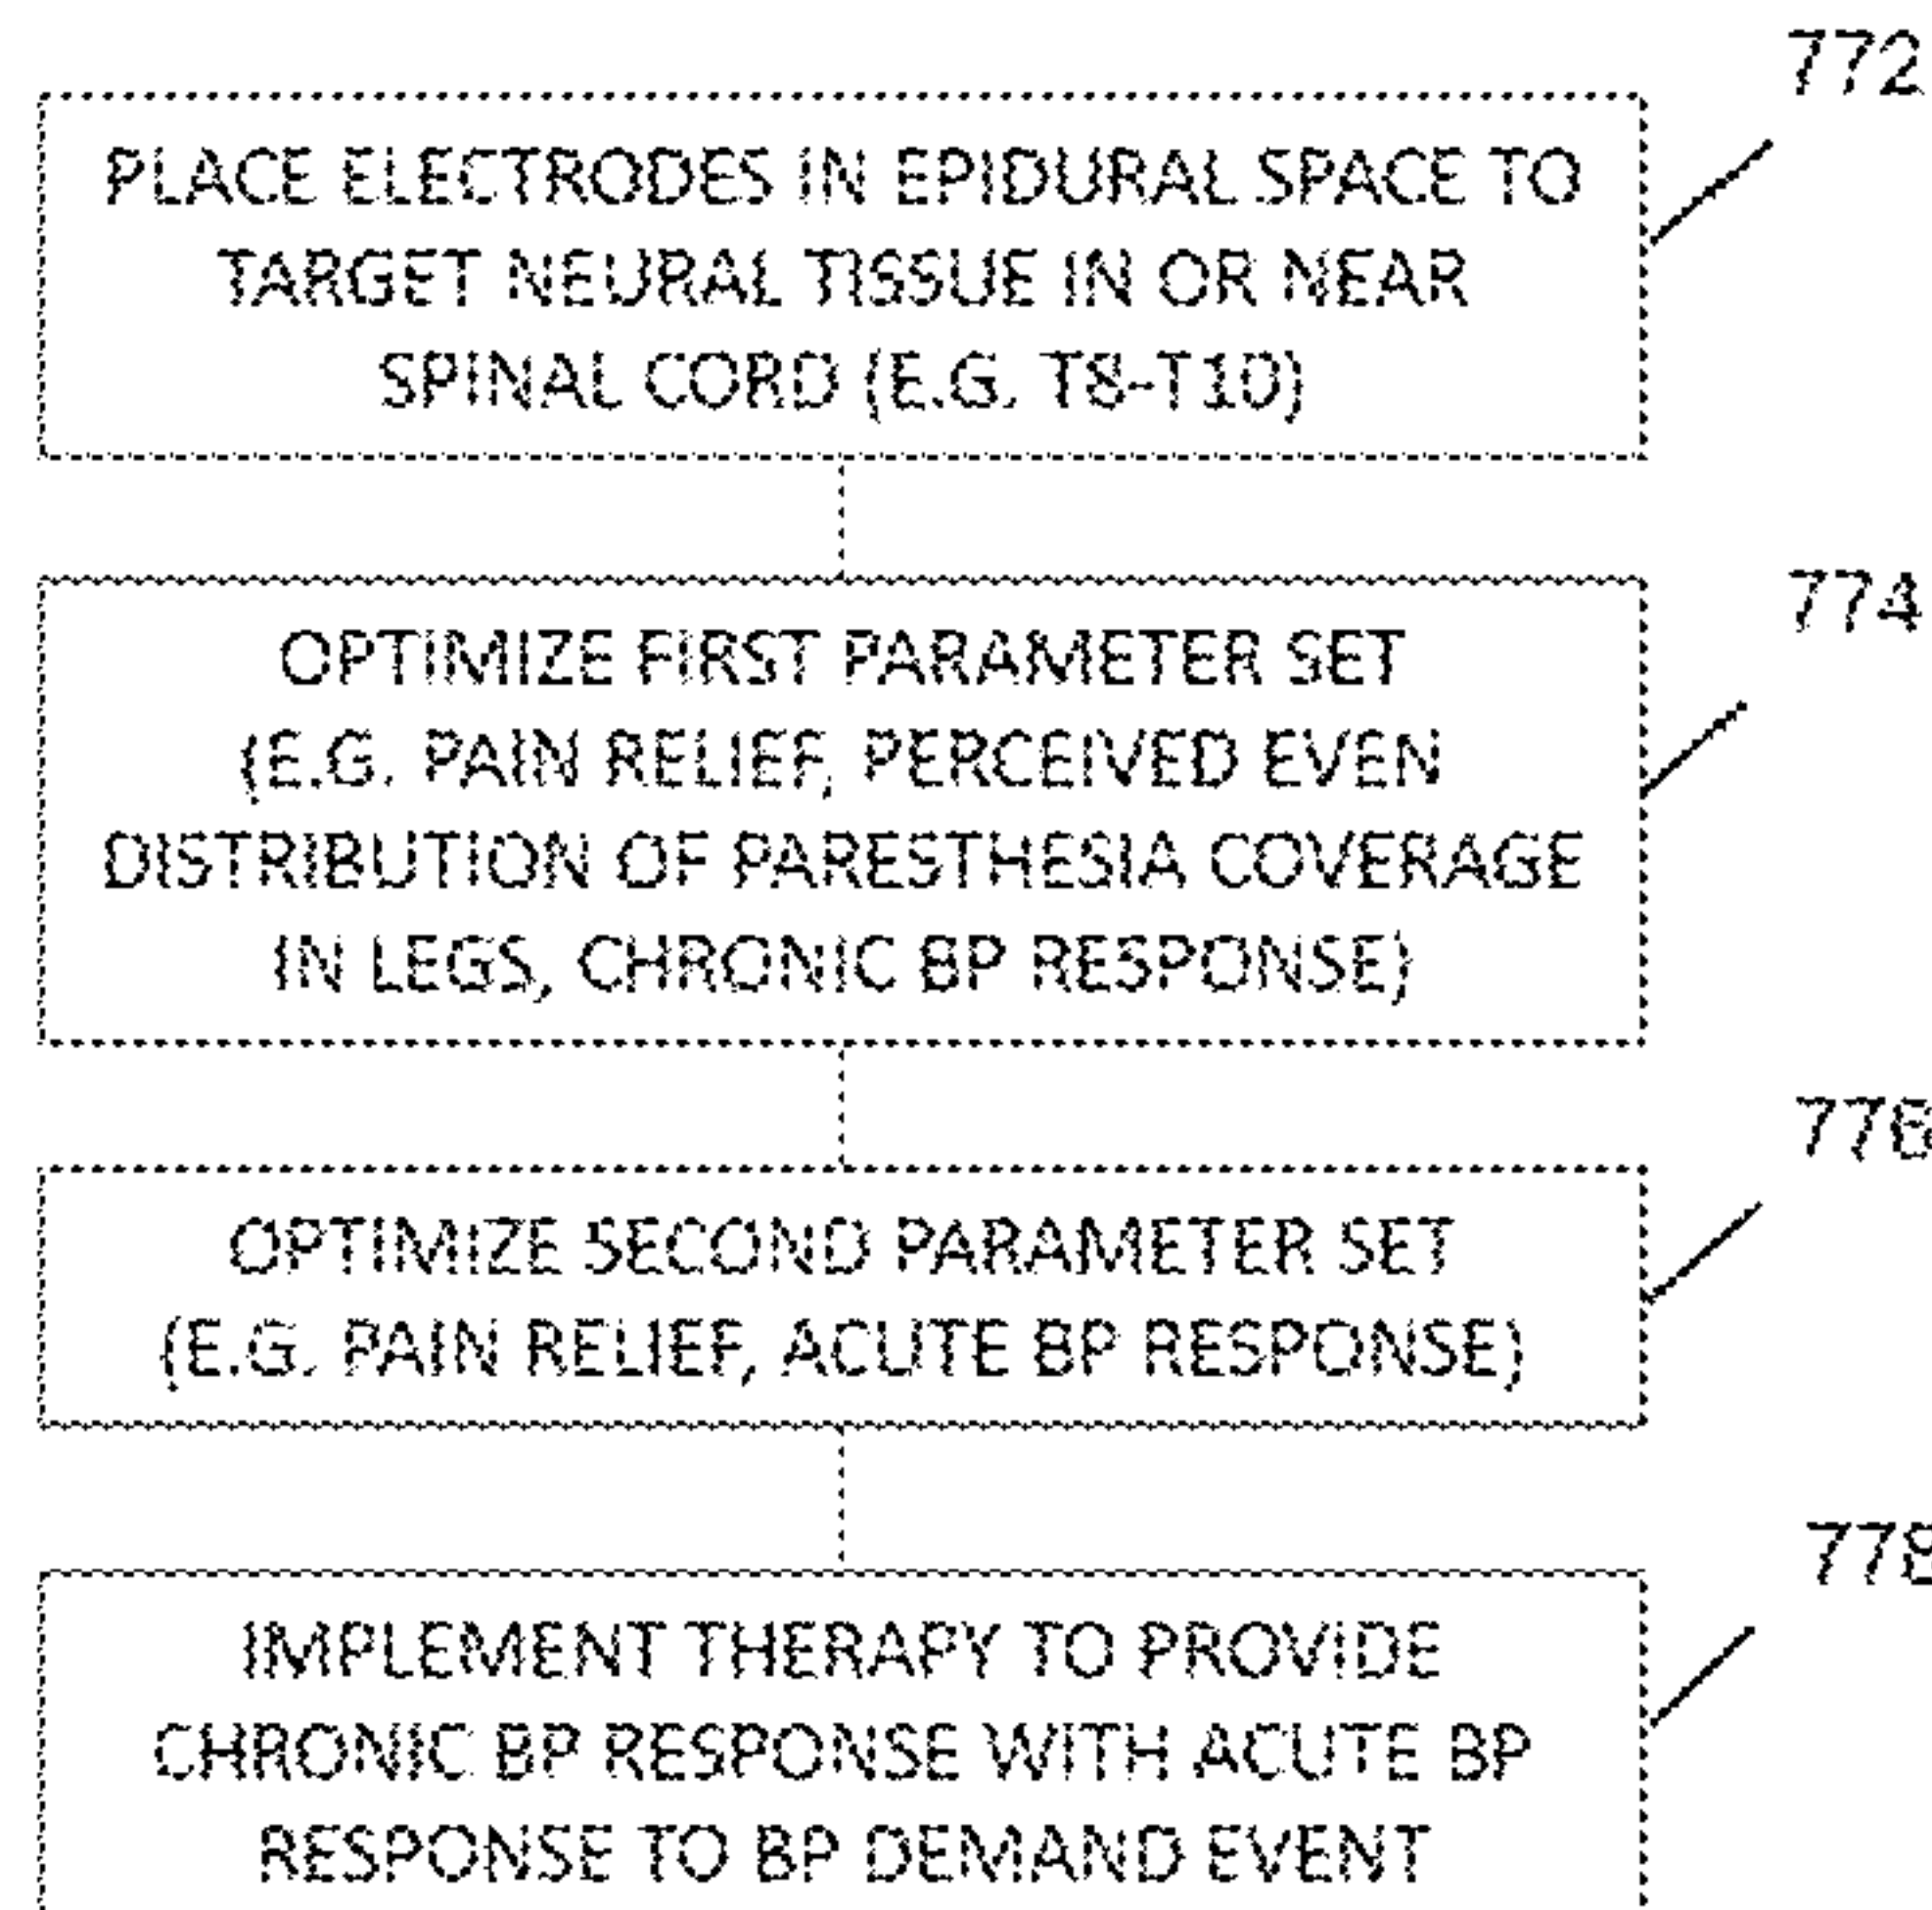 772
PLACE ELECTRODES IN EPIDURAL SPACE TO
TARGET NEURAL TISSUE IN OR NEAR
SPINAL CORD (E.G. T8-T10)
774
OPTIMIZE FIRST PARAMETER SET
(E.G. PAIN RELIEF, PERCEIVED EVEN
DISTRIBUTION OF PARESTHESIA COVERAGE
IN LEGS, CHRONIC BP RESPONSE)
776
OPTIMIZE SECOND PARAMETER SET
(E.G. PAIN RELIEF, ACUTE BP RESPONSE)
778
IMPLEMENT THERAPY TO PROVIDE
CHRONIC BP RESPONSE WITH ACUTE BP
RESPONSE TO BP DEMAND EVENT